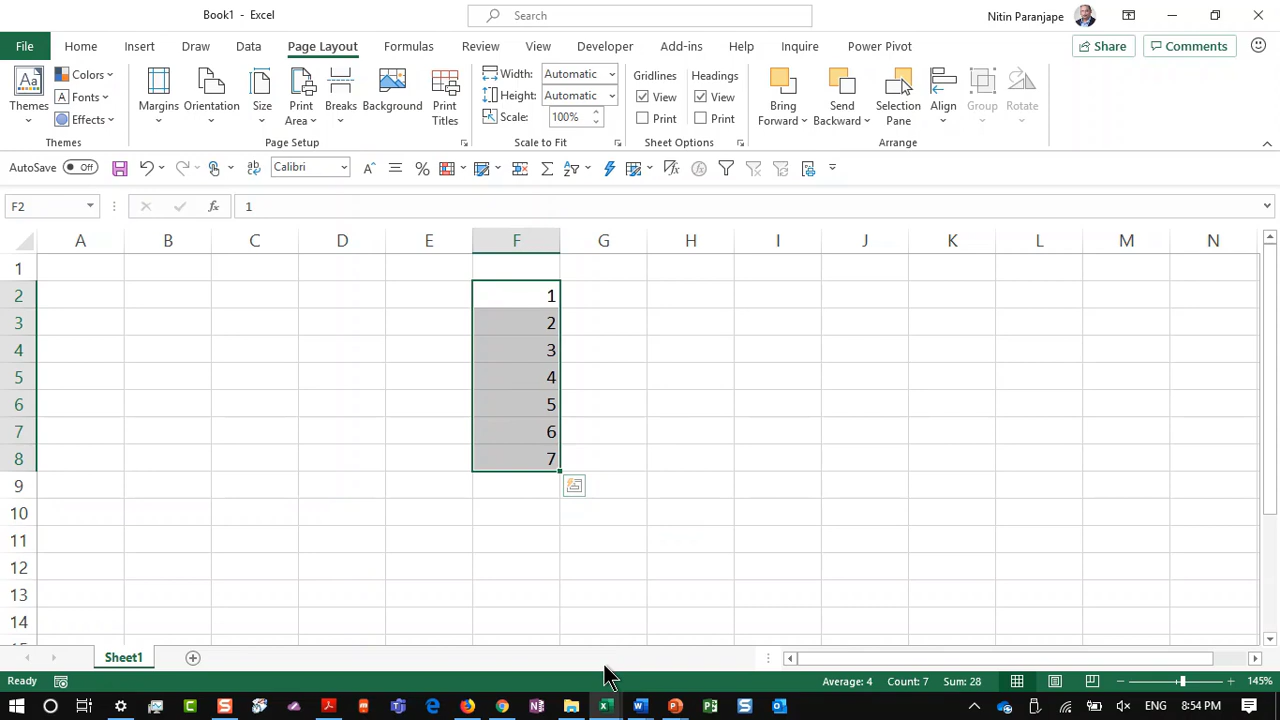 Book1 - Excel
Search
Nitin Paranjape
File Home Insert Draw Page Layout Formulas Data Review View Developer Add-ins Help Inquire Power Pivot Share Comments
Themes
Colors
Fonts
Effects
Themes
Margins
Orientation
Size
Print Area
Breaks
Background
Print Titles
Page Setup
Width: Automatic
Height: Automatic
Scale: 100%
Scale to Fit
Gridlines
View
Print
Headings
View
Print
Sheet Options
Bring Forward
Send Backward
Selection Pane
Align
Group
Rotate
Arrange
AutoSave Off
Calibri
F2
fx
1
A B C D E F G H I J K L M N
1
2 1
3 2
4 3
5 4
6 5
7 6
8 7
9
10
11
12
13
14
15
Sheet1
Ready
Average: 4 Count: 7 Sum: 28
145%
8:54 PM